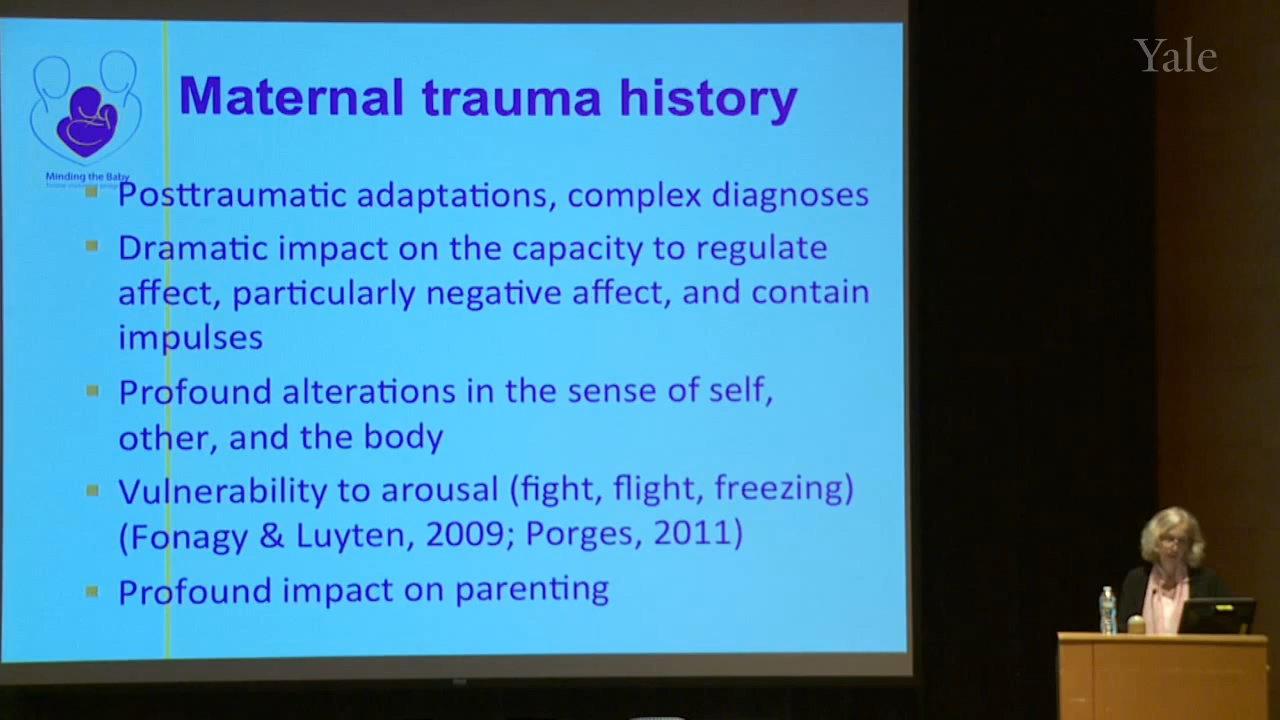 Yale
Maternal trauma history
Minding the Baby
Posttraumatic adaptations, complex diagnoses
Dramatic impact on the capacity to regulate
affect, particularly negative affect, and contain
impulses
Profound alterations in the sense of self,
other, and the body
Vulnerability to arousal (fight, flight, freezing)
(Fonagy & Luyten, 2009; Porges, 2011)
Profound impact on parenting